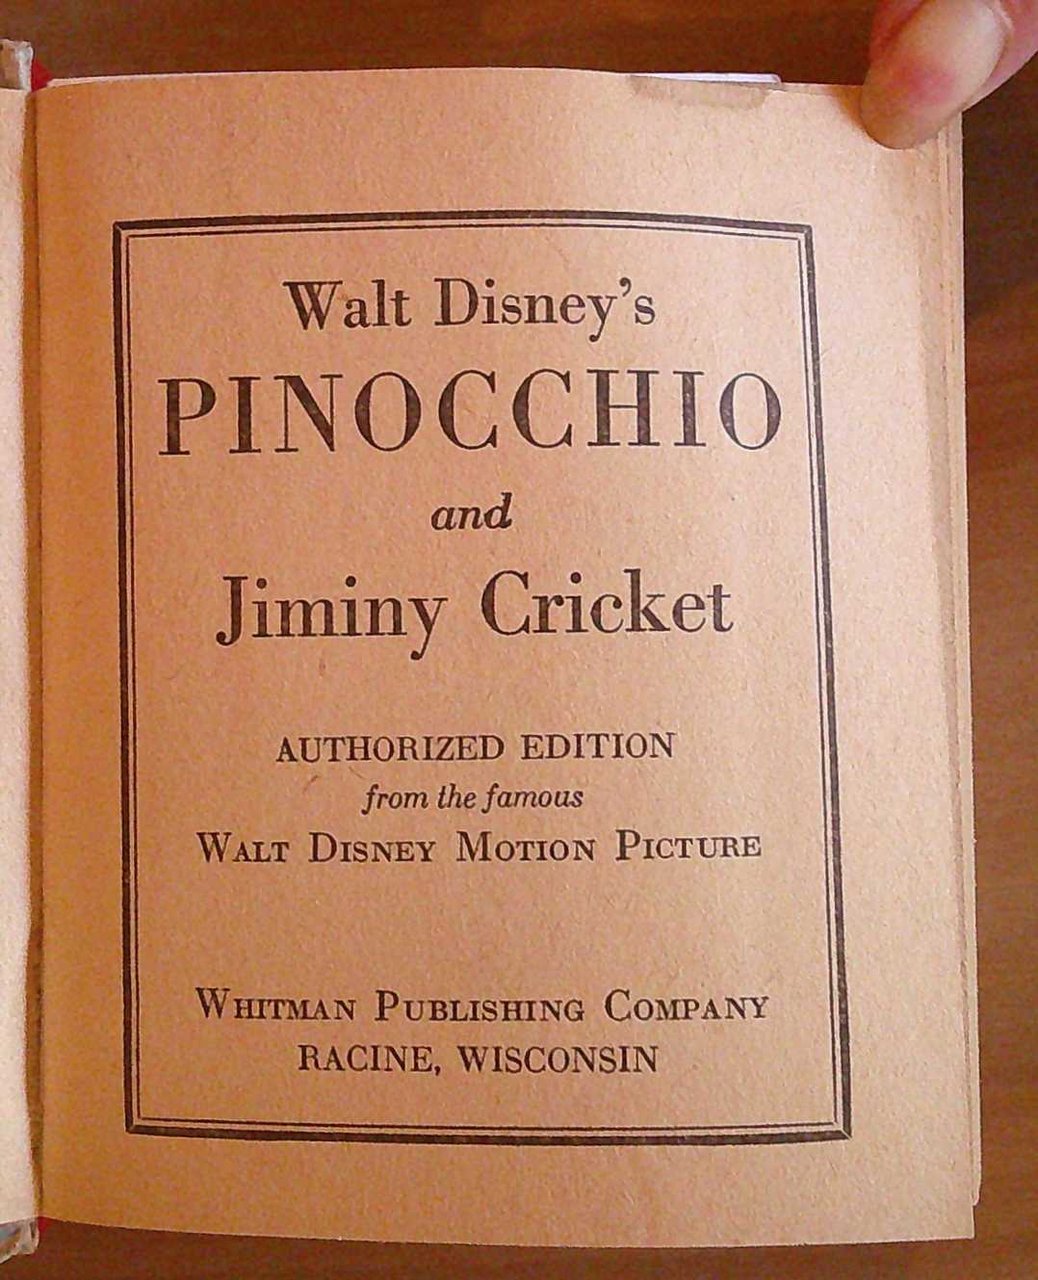 Walt Disney's
PINOCCHIO
and
Jiminy Cricket
AUTHORIZED EDITION
from the famous
WALT DISNEY MOTION PICTURE
WHITMAN PUBLISHING COMPANY
RACINE, WISCONSIN